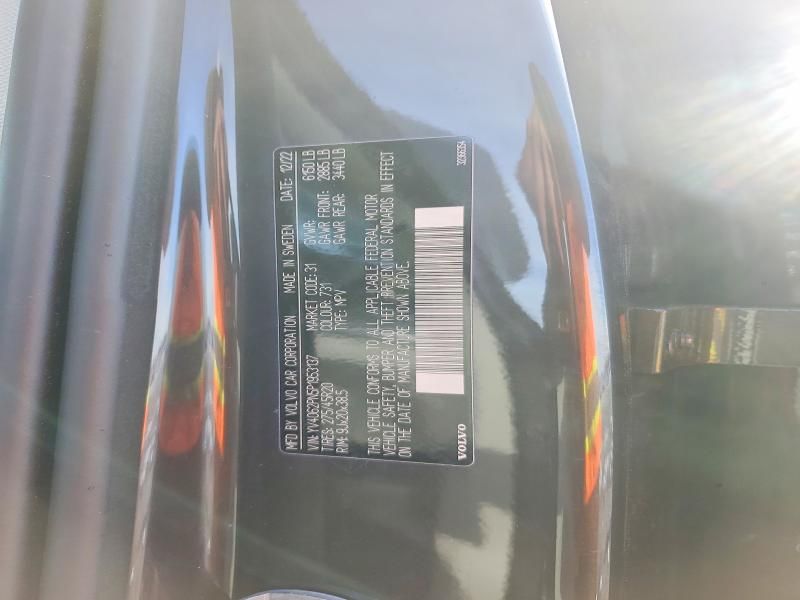 MADE BY VOLVO CAR CORPORATION MADE IN SWEDEN DATE: 12/22
VIN: YV4062PN5P1953137 MARKET CODE: 31 GVWR: 6150 LB
TIRES: 275/45R20 COLOUR: 731 GAWR FRONT: 2885 LB
RIM: 9Jx20x38.5 TYPE: MPV GAWR REAR: 3440 LB
THIS VEHICLE CONFORMS TO ALL APPLICABLE FEDERAL MOTOR
VEHICLE SAFETY, BUMPER AND THEFT PREVENTION STANDARDS IN EFFECT
ON THE DATE OF MANUFACTURE SHOWN ABOVE.
VOLVO 32366354